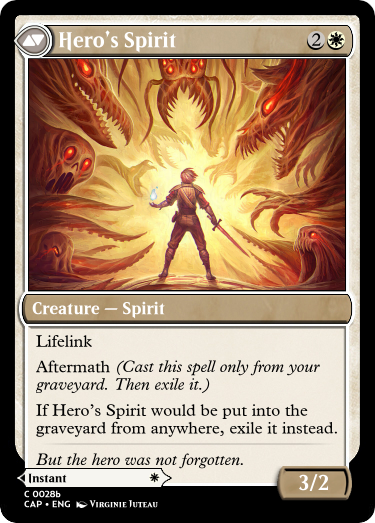 Hero's Spirit 2
Creature — Spirit
Lifelink
Aftermath (Cast this spell only from your
graveyard. Then exile it.)
If Hero's Spirit would be put into the
graveyard from anywhere, exile it instead.
But the hero was not forgotten.
Instant
3/2
C 0028b
CAP • ENG Virginie Juteau